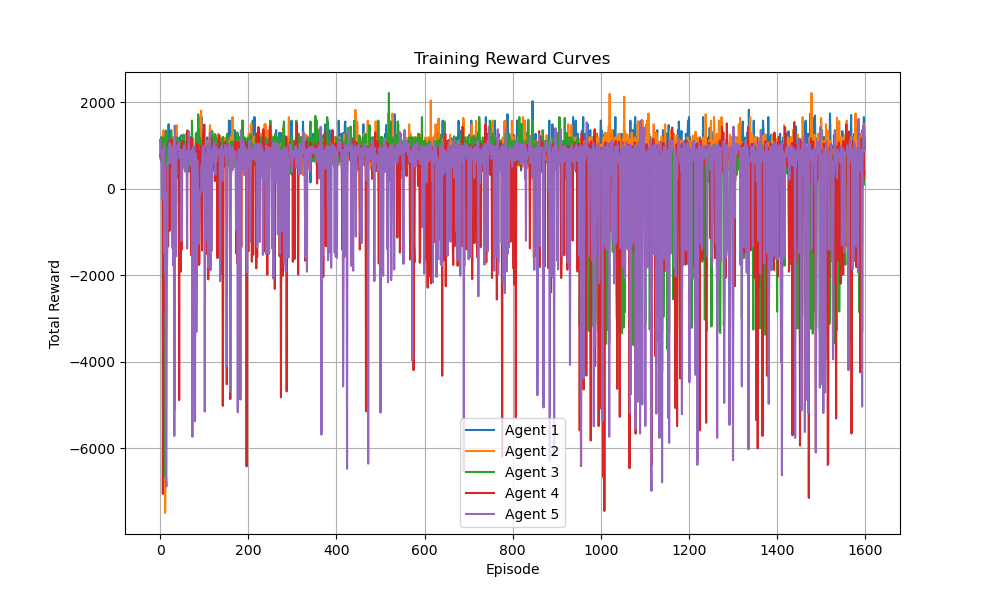 Training Reward Curves
Total Reward
2000
0
−2000
−4000
−6000
Agent 1
Agent 2
Agent 3
Agent 4
Agent 5
0 200 400 600 800 1000 1200 1400 1600
Episode